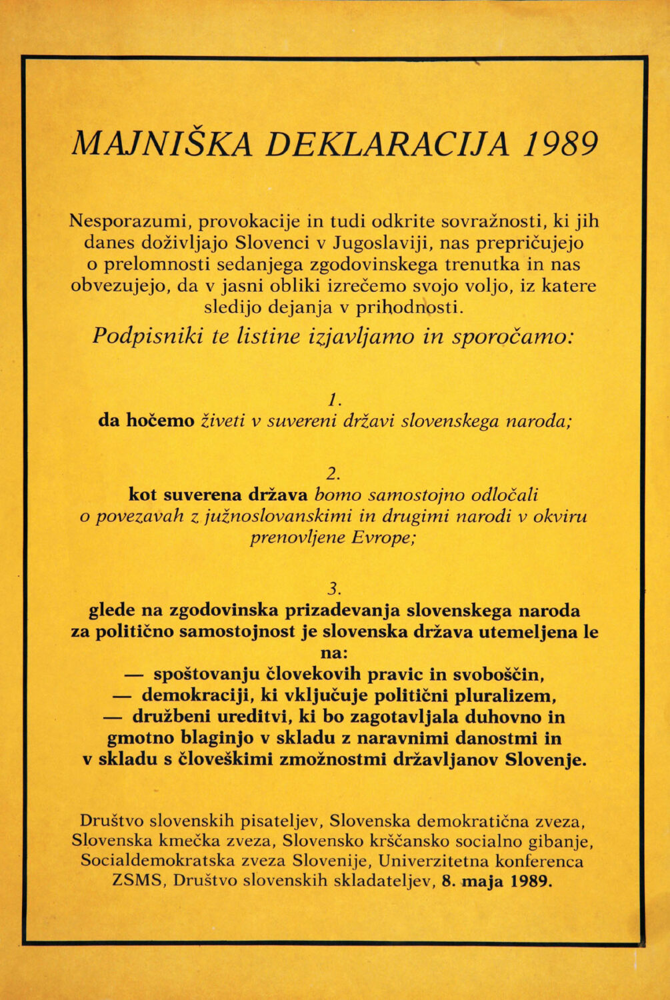 MAJNIŠKA DEKLARACIJA 1989
Nesporazumi, provokacije in tudi odkrite sovražnosti, ki jih
danes doživljajo Slovenci v Jugoslaviji, nas prepričujejo
o prelomnosti sedanjega zgodovinskega trenutka in nas
obvezujejo, da v jasni obliki izrečemo svojo voljo, iz katere
sledijo dejanja v prihodnosti.
Podpisniki te listine izjavljamo in sporočamo:
1.
da hočemo živeti v suvereni državi slovenskega naroda;
2.
kot suverena država bomo samostojno odločali
o povezavah z južnoslovanskimi in drugimi narodi v okviru
prenovljene Evrope;
3.
glede na zgodovinska prizadevanja slovenskega naroda
za politično samostojnost je slovenska država utemeljena le
na:
— spoštovanju človekovih pravic in svoboščin,
— demokraciji, ki vključuje politični pluralizem,
— družbeni ureditvi, ki bo zagotavljala duhovno in
gmotno blaginjo v skladu z naravnimi danostmi in
v skladu s človeškimi zmožnostmi državljanov Slovenje.
Društvo slovenskih pisateljev, Slovenska demokratična zveza,
Slovenska kmečka zveza, Slovensko krščansko socialno gibanje,
Socialdemokratska zveza Slovenije, Univerzitetna konferenca
ZSMS, Društvo slovenskih skladateljev, 8. maja 1989.